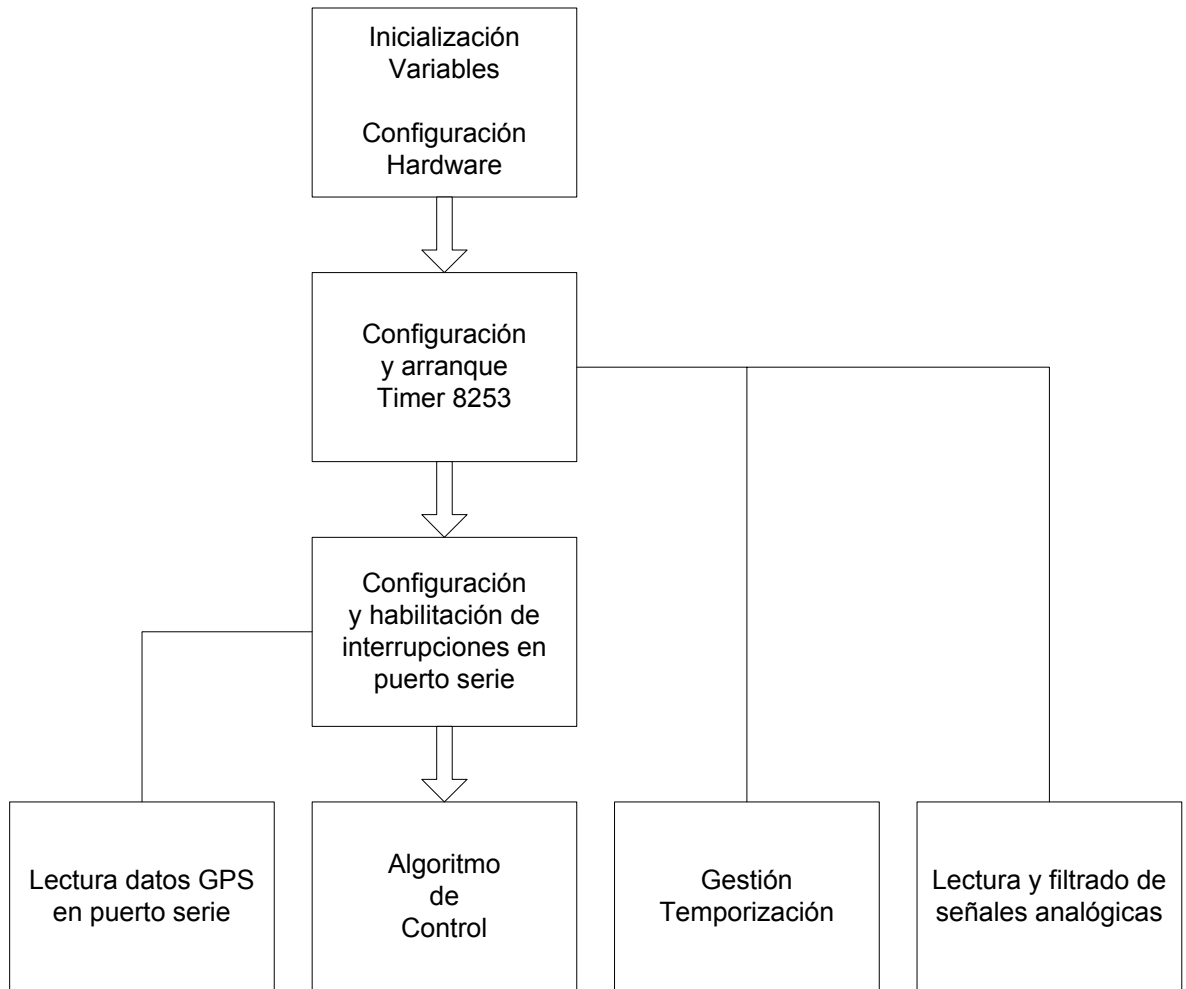 Inicialización
Variables
Configuración
Hardware
Configuración
y arranque
Timer 8253
Configuración
y habilitación de
interrupciones en
puerto serie
Lectura datos GPS
en puerto serie
Algoritmo
de
Control
Gestión
Temporización
Lectura y filtrado de
señales analógicas